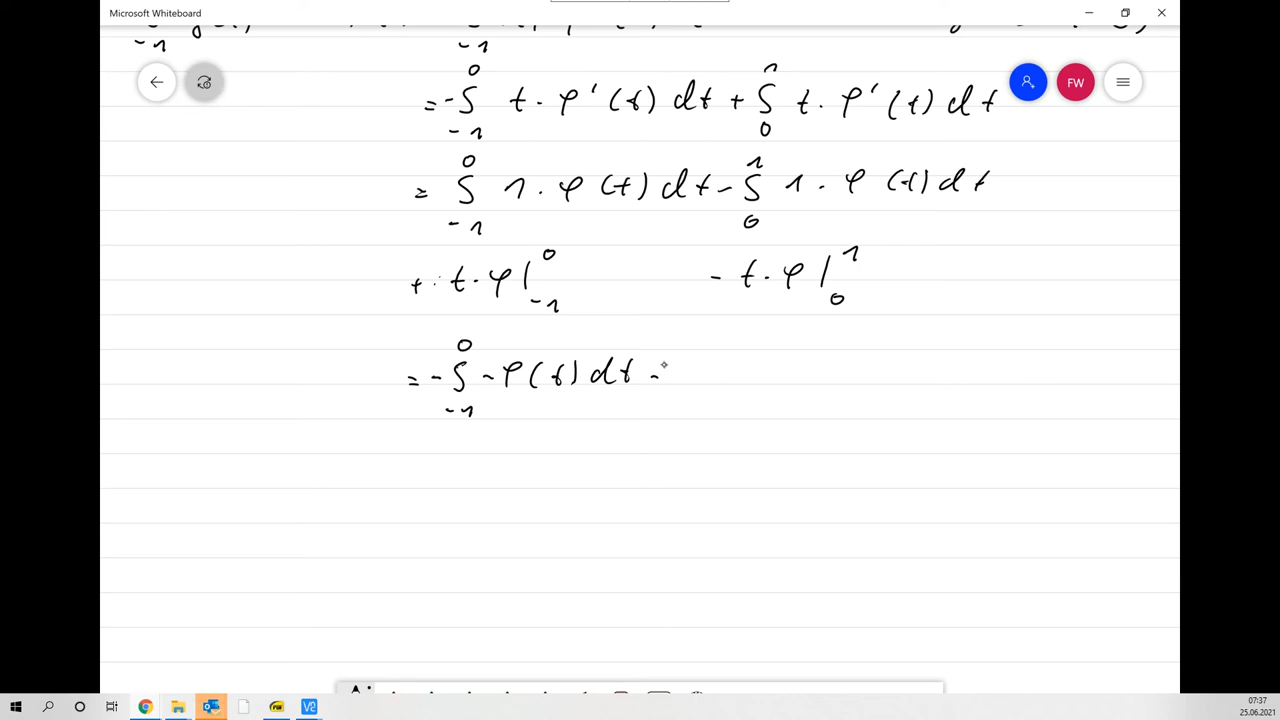 Microsoft Whiteboard
FW
= -∫_{-1}^{0} t · φ'(t) dt + ∫_{0}^{1} t · φ'(t) dt
= ∫_{-1}^{0} 1 · φ(t) dt - ∫_{0}^{1} 1 · φ(t) dt
+ t · φ |_{-1}^{0} - t · φ |_{0}^{1}
= -∫_{-1}^{0} -φ(t) dt -
07:37
25.06.2021